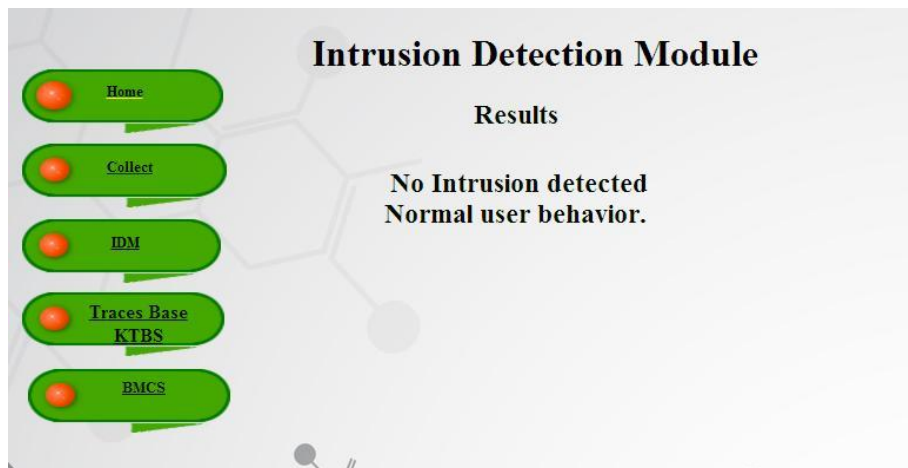 Intrusion Detection Module
Results
No Intrusion detected
Normal user behavior.
Home
Collect
IDM
Traces Base
KTBS
BMCS